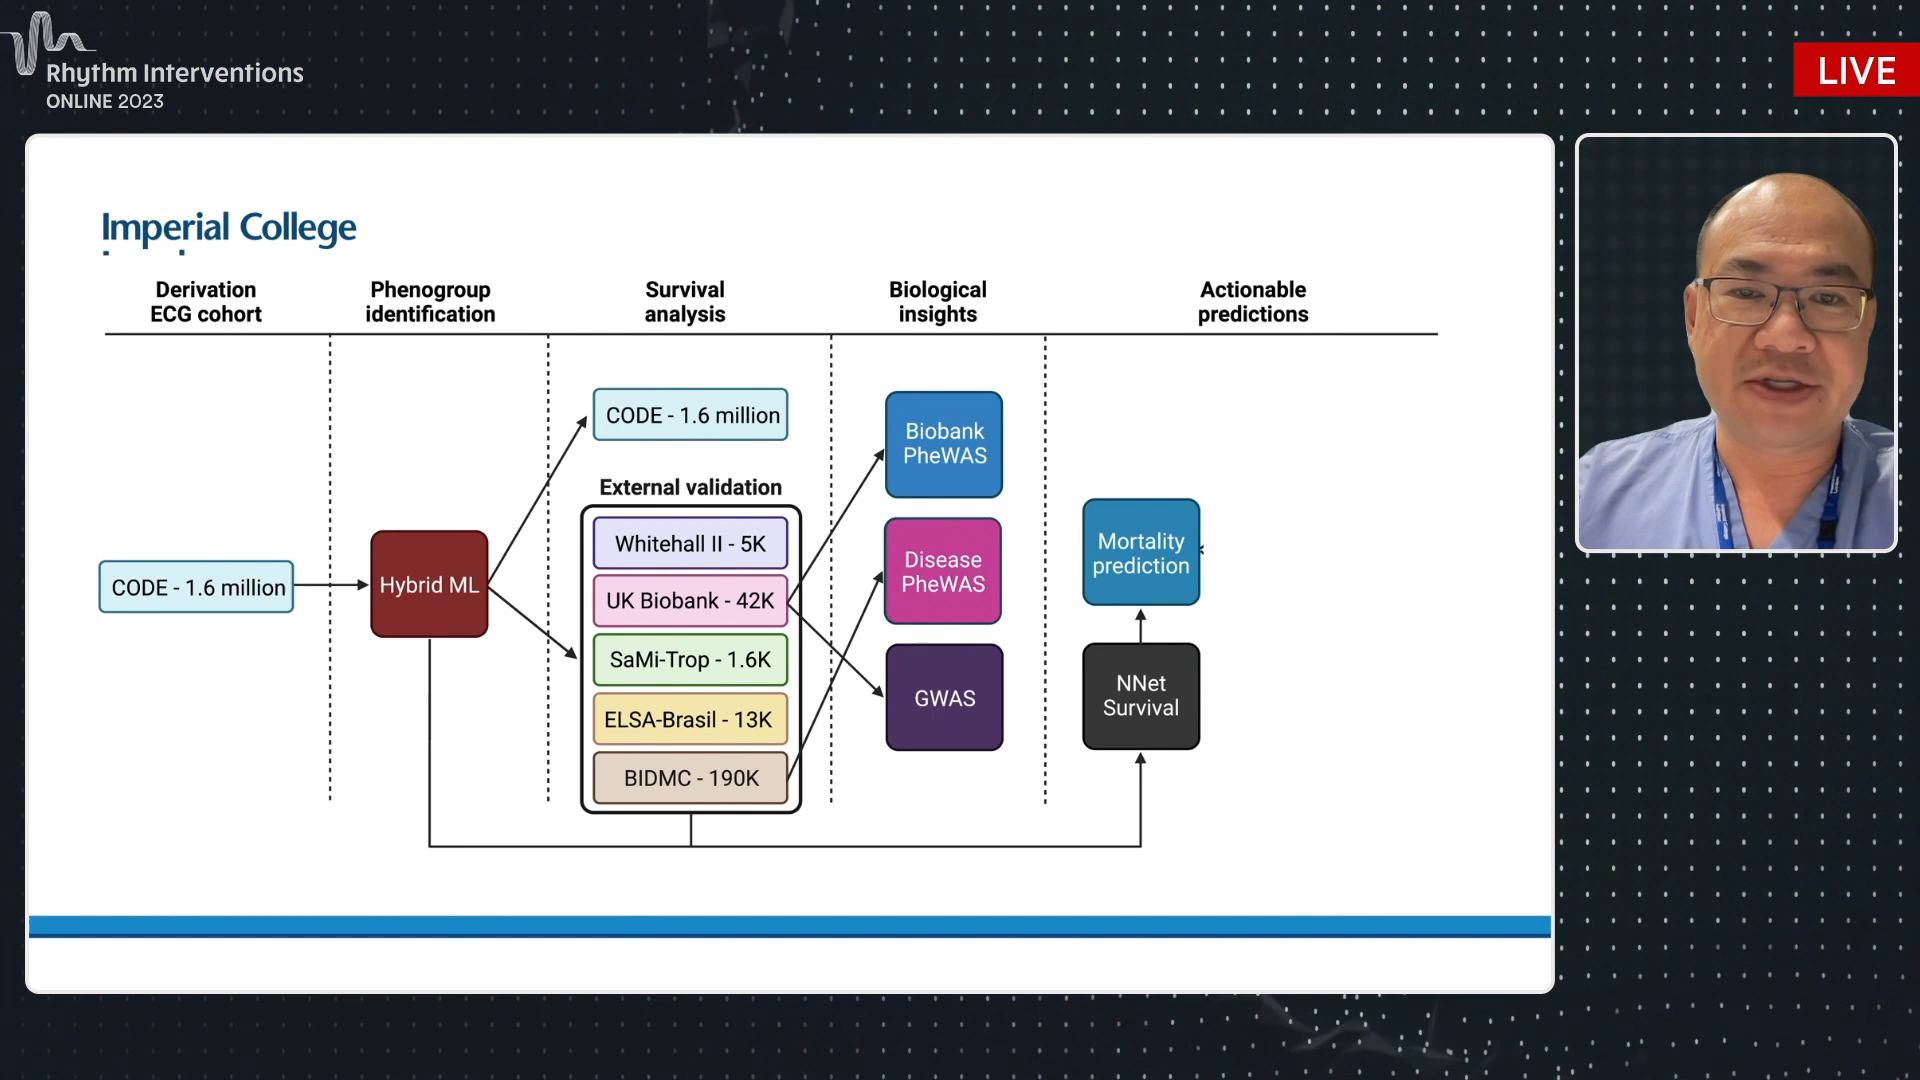 Rhythm Interventions
ONLINE 2023
LIVE
Imperial College
Derivation
ECG cohort
Phenogroup
identification
Survival
analysis
Biological
insights
Actionable
predictions
CODE - 1.6 million
Hybrid ML
CODE - 1.6 million
External validation
Whitehall II - 5K
UK Biobank - 42K
SaMi-Trop - 1.6K
ELSA-Brasil - 13K
BIDMC - 190K
Biobank
PheWAS
Disease
PheWAS
GWAS
Mortality
prediction
NNet
Survival